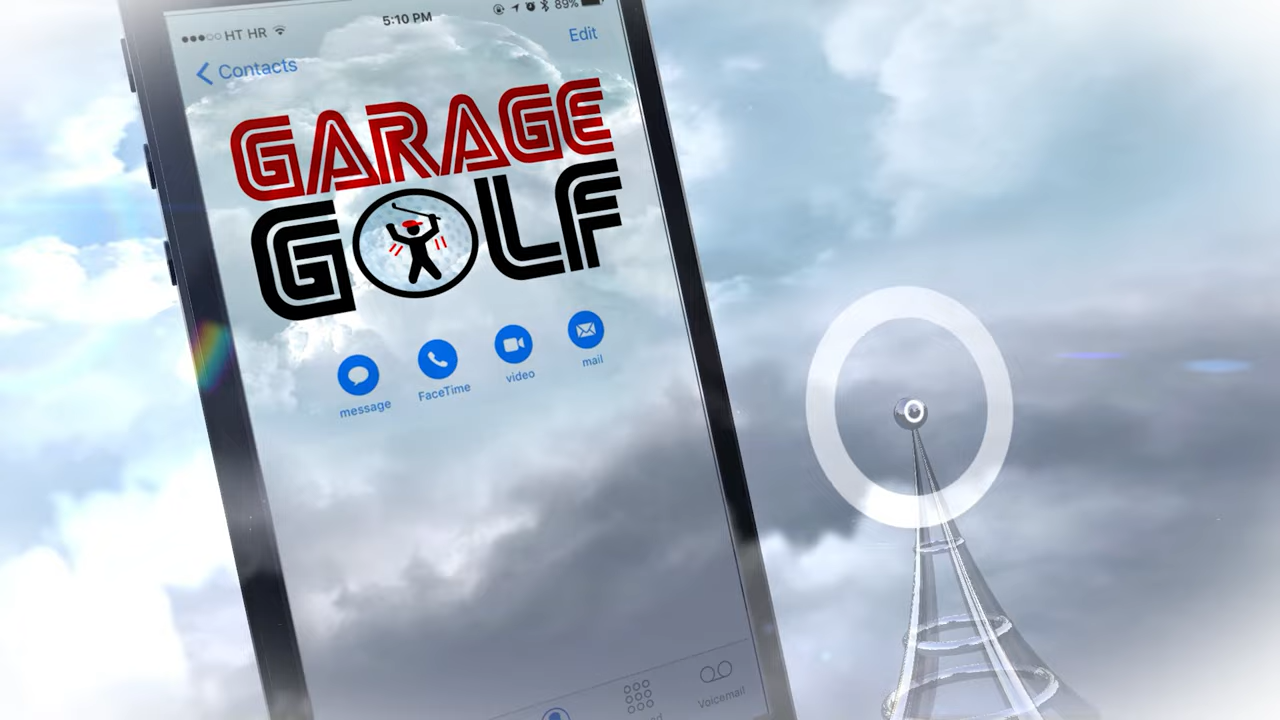 5:10 PM
HT HR
89%
Contacts
Edit
GARAGE
GOLF
message
FaceTime
video
mail
Voicemail